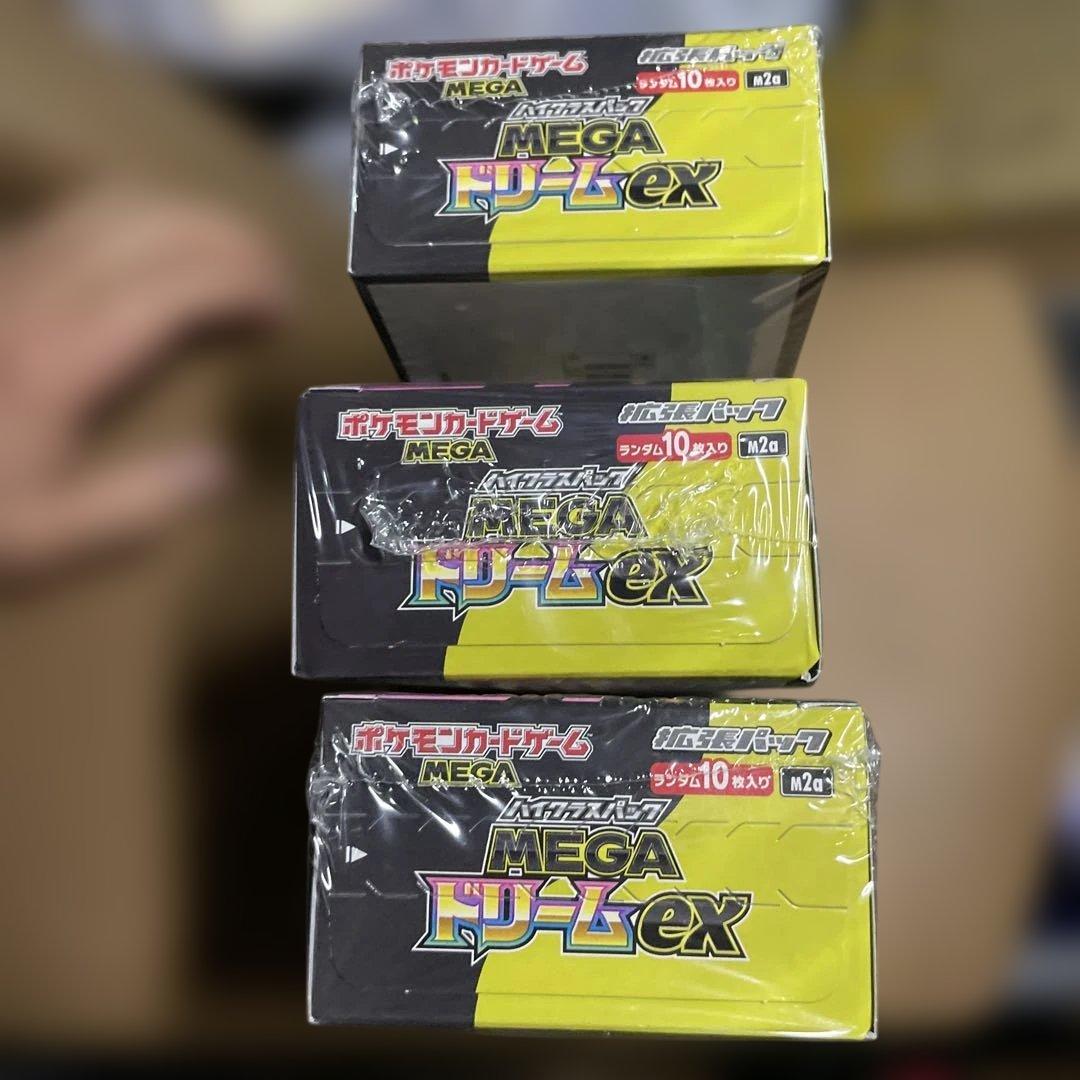 ポケモンカードゲーム
MEGA
拡張パック
ランダム10枚入り M2a
ハイクラスパック
MEGA
ドリームex
ポケモンカードゲーム
MEGA
拡張パック
ランダム10枚入り M2a
ハイクラスパック
MEGA
ドリームex
ポケモンカードゲーム
MEGA
拡張パック
ランダム10枚入り M2a
ハイクラスパック
MEGA
ドリームex